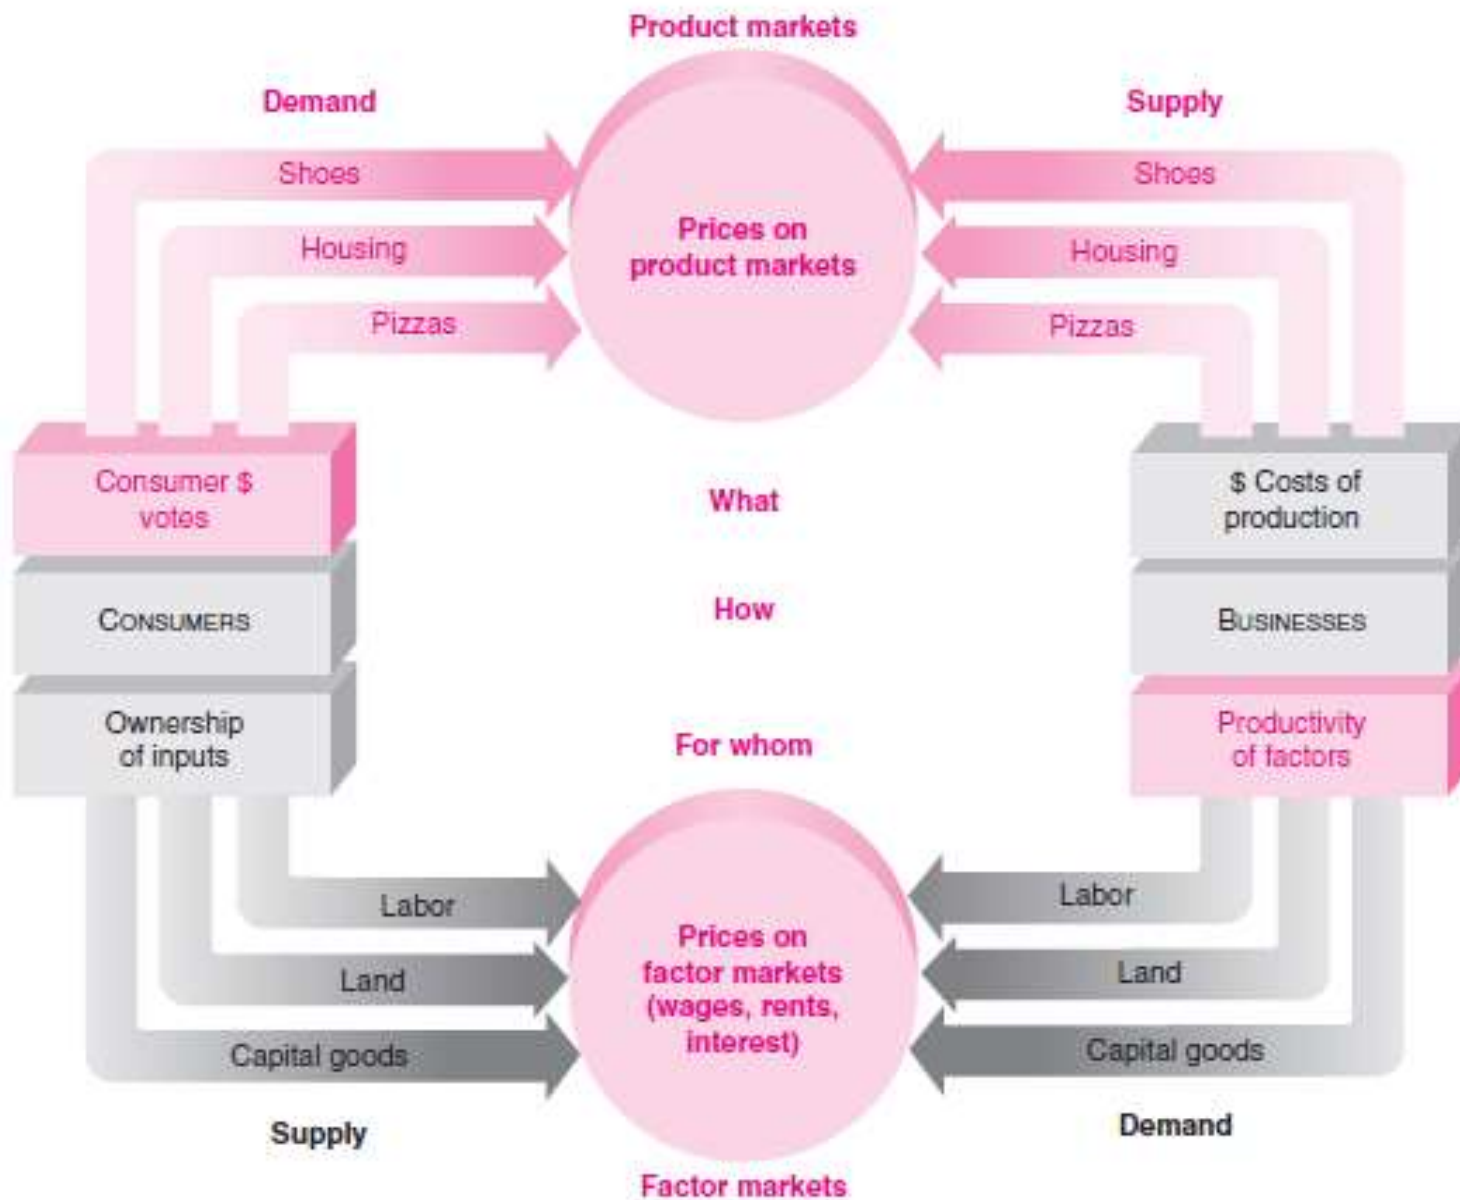 Product markets
Demand
Supply
Shoes
Shoes
Housing
Housing
Pizzas
Pizzas
Prices on
product markets
Consumer $
votes
CONSUMERS
Ownership
of inputs
What
How
For whom
$ Costs of
production
BUSINESSES
Productivity
of factors
Labor
Labor
Land
Land
Capital goods
Capital goods
Prices on
factor markets
(wages, rents,
interest)
Supply
Demand
Factor markets